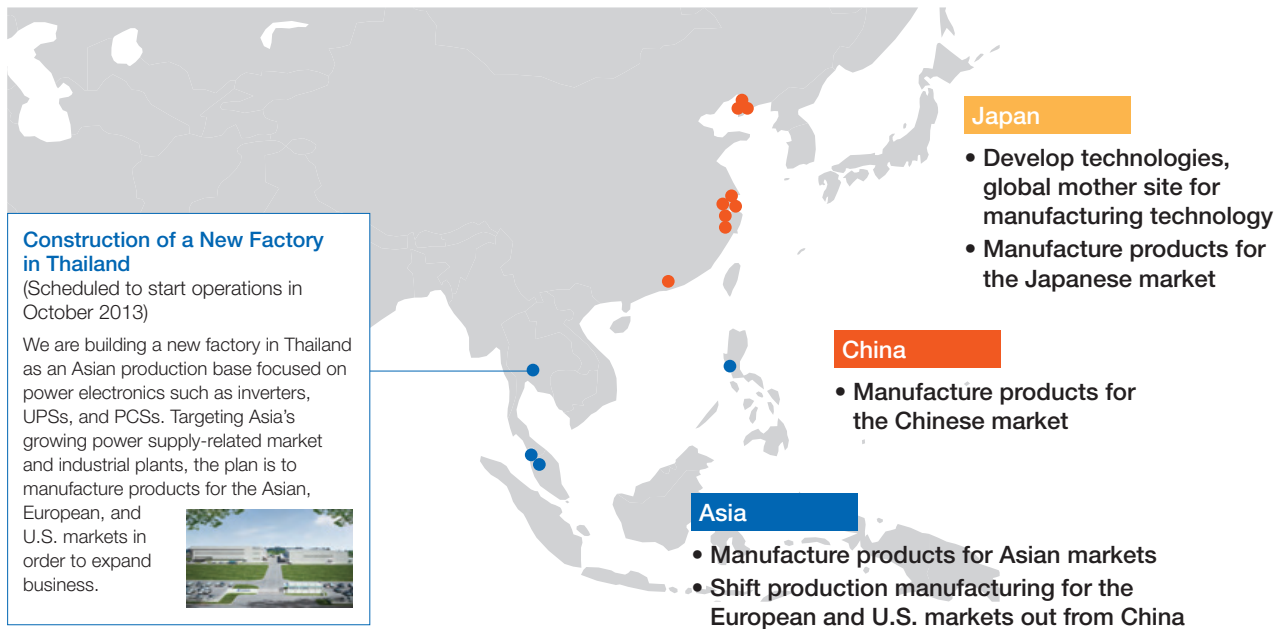 Construction of a New Factory
in Thailand
(Scheduled to start operations in
October 2013)
We are building a new factory in Thailand
as an Asian production base focused on
power electronics such as inverters,
UPSs, and PCSs. Targeting Asia’s
growing power supply-related market
and industrial plants, the plan is to
manufacture products for the Asian,
European, and
U.S. markets in
order to expand
business.
Japan
• Develop technologies,
global mother site for
manufacturing technology
• Manufacture products for
the Japanese market
China
• Manufacture products for
the Chinese market
Asia
• Manufacture products for Asian markets
• Shift production manufacturing for the
European and U.S. markets out from China